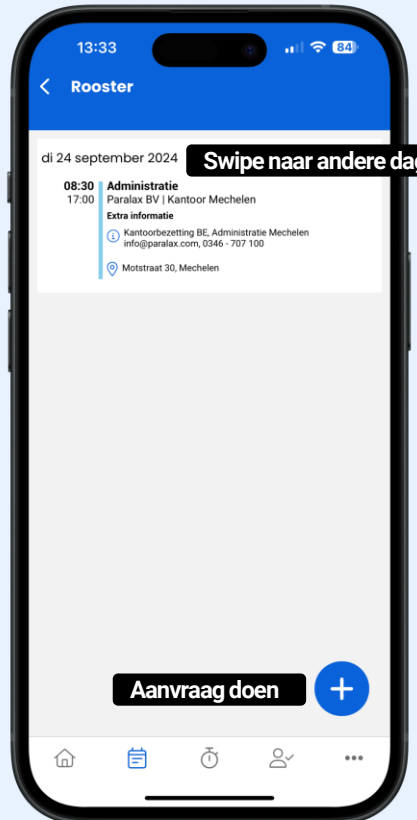 13:33
84
Rooster
di 24 september 2024
Swipe naar andere dag
08:30 Administratie
17:00 Paralax BV | Kantoor Mechelen
Extra informatie
Kantoorbezetting BE, Administratie Mechelen
info@paralax.com, 0346 - 707 100
Motstraat 30, Mechelen
Aanvraag doen